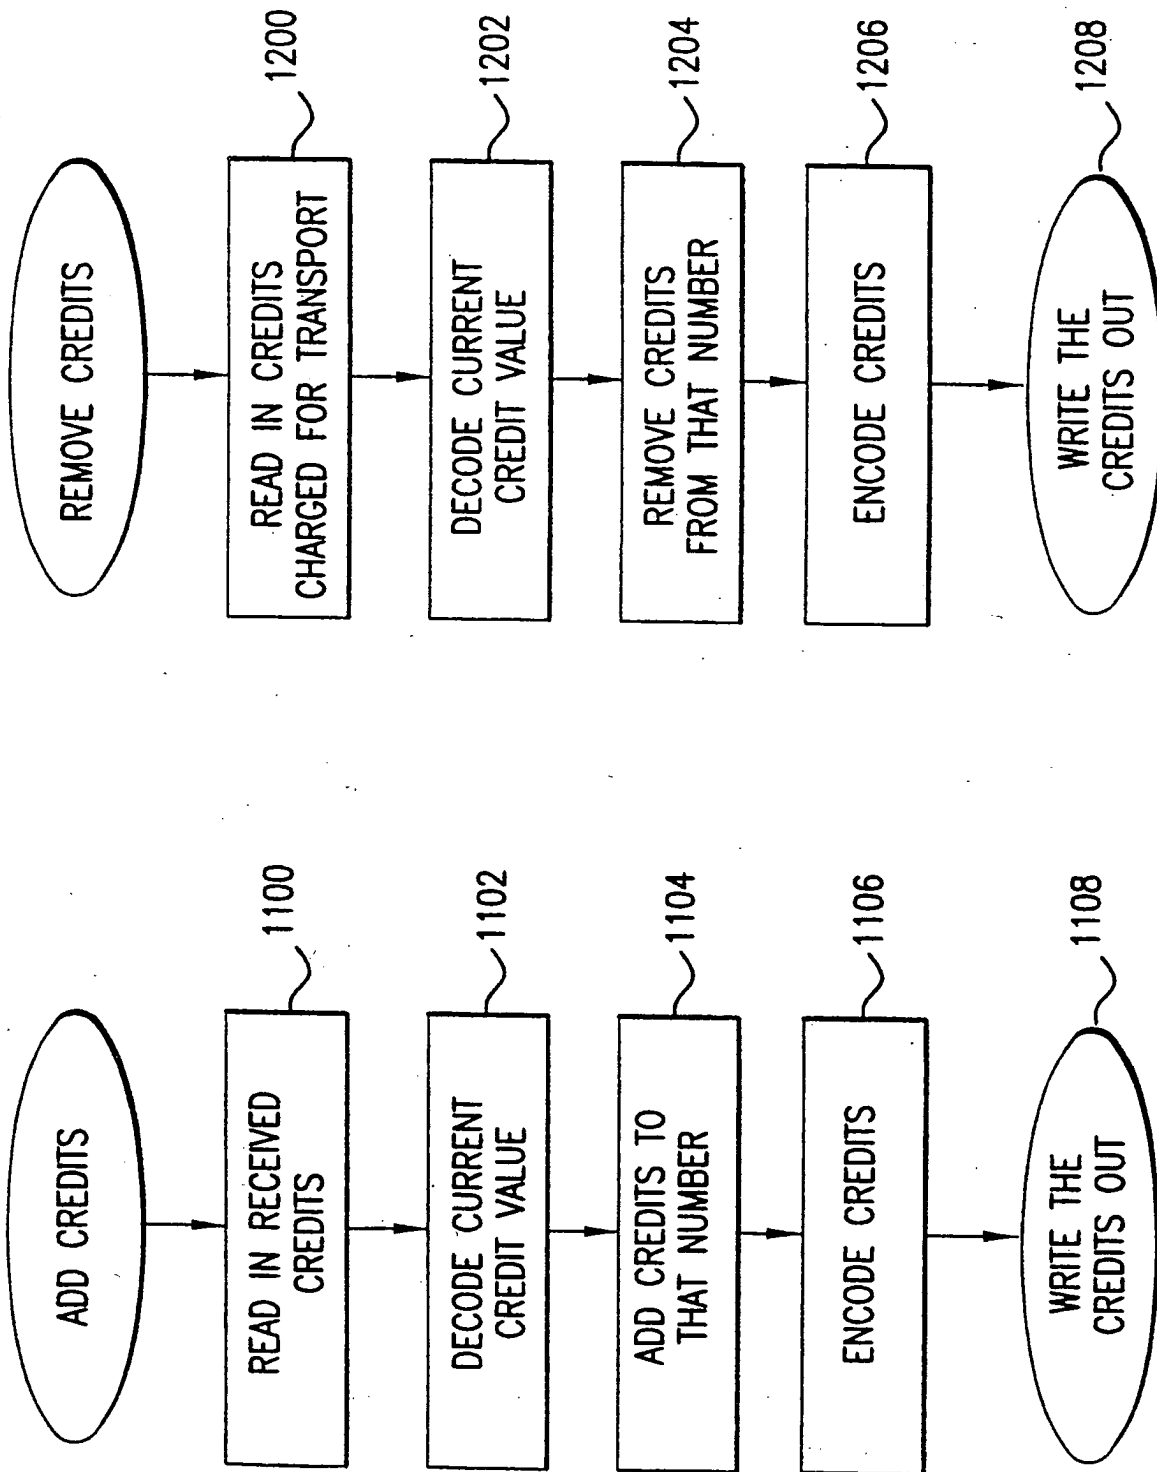 ADD CREDITS
READ IN RECEIVED
CREDITS
1100
DECODE CURRENT
CREDIT VALUE
1102
ADD CREDITS TO
THAT NUMBER
1104
ENCODE CREDITS
1106
WRITE THE
CREDITS OUT
1108
REMOVE CREDITS
READ IN CREDITS
CHARGED FOR TRANSPORT
1200
DECODE CURRENT
CREDIT VALUE
1202
REMOVE CREDITS
FROM THAT NUMBER
1204
ENCODE CREDITS
1206
WRITE THE
CREDITS OUT
1208